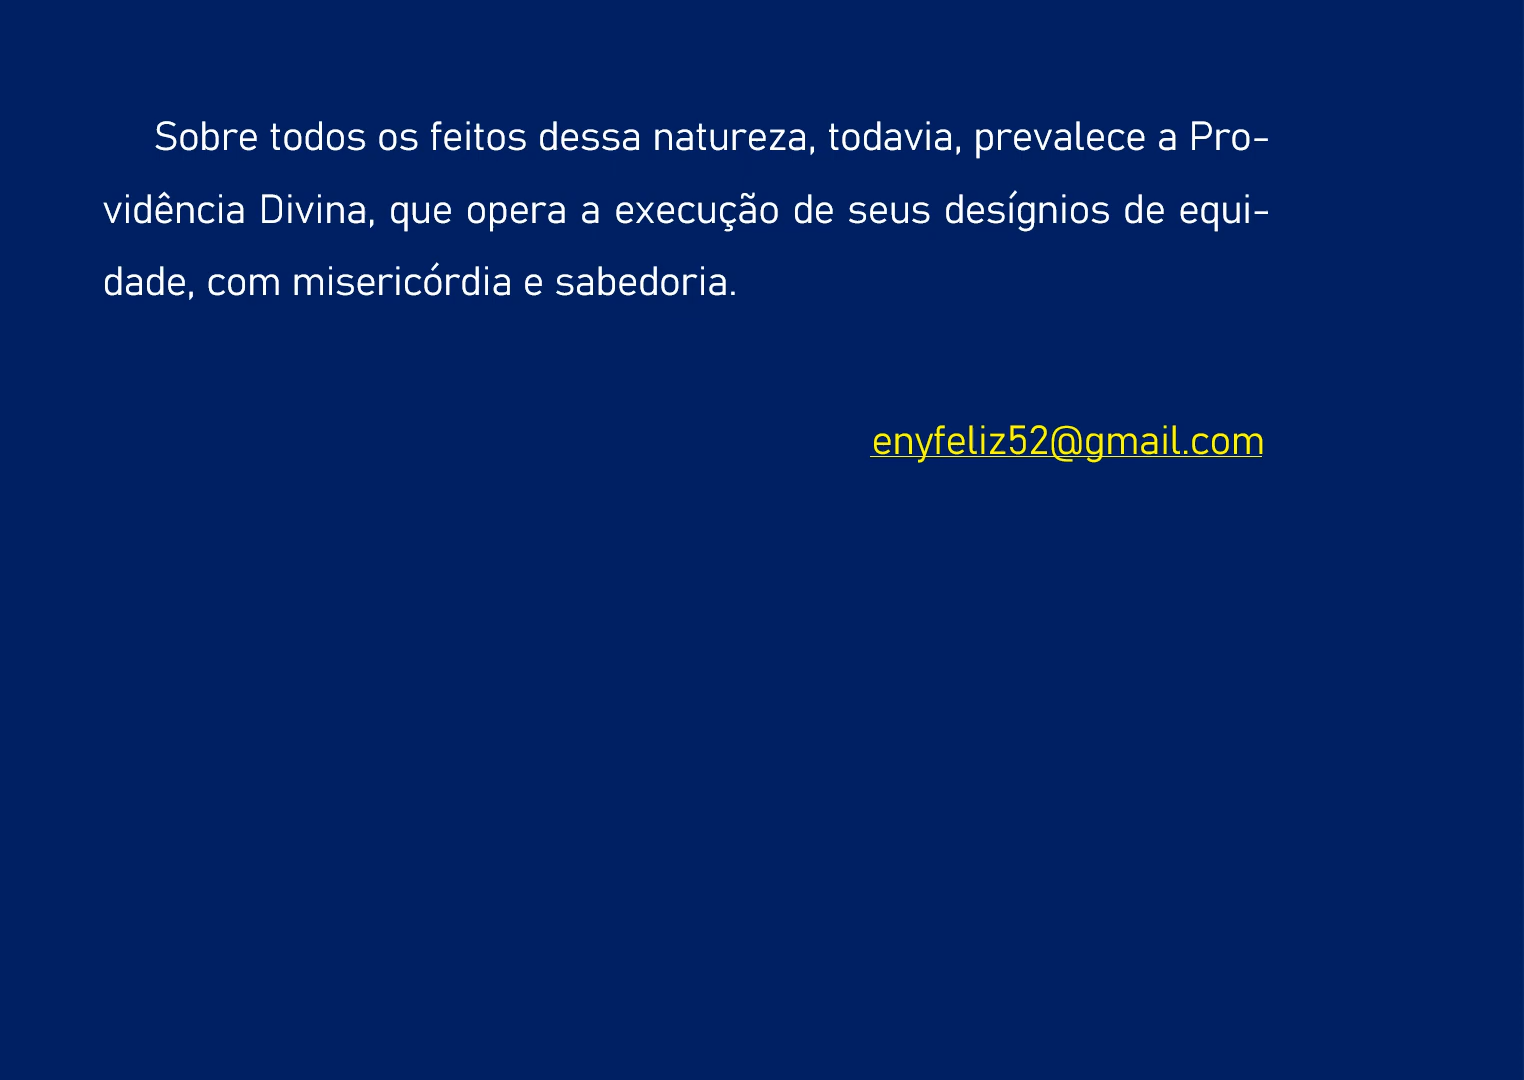 Sobre todos os feitos dessa natureza, todavia, prevalece a Pro-
vidência Divina, que opera a execução de seus desígnios de equi-
dade, com misericórdia e sabedoria.
enyfeliz52@gmail.com